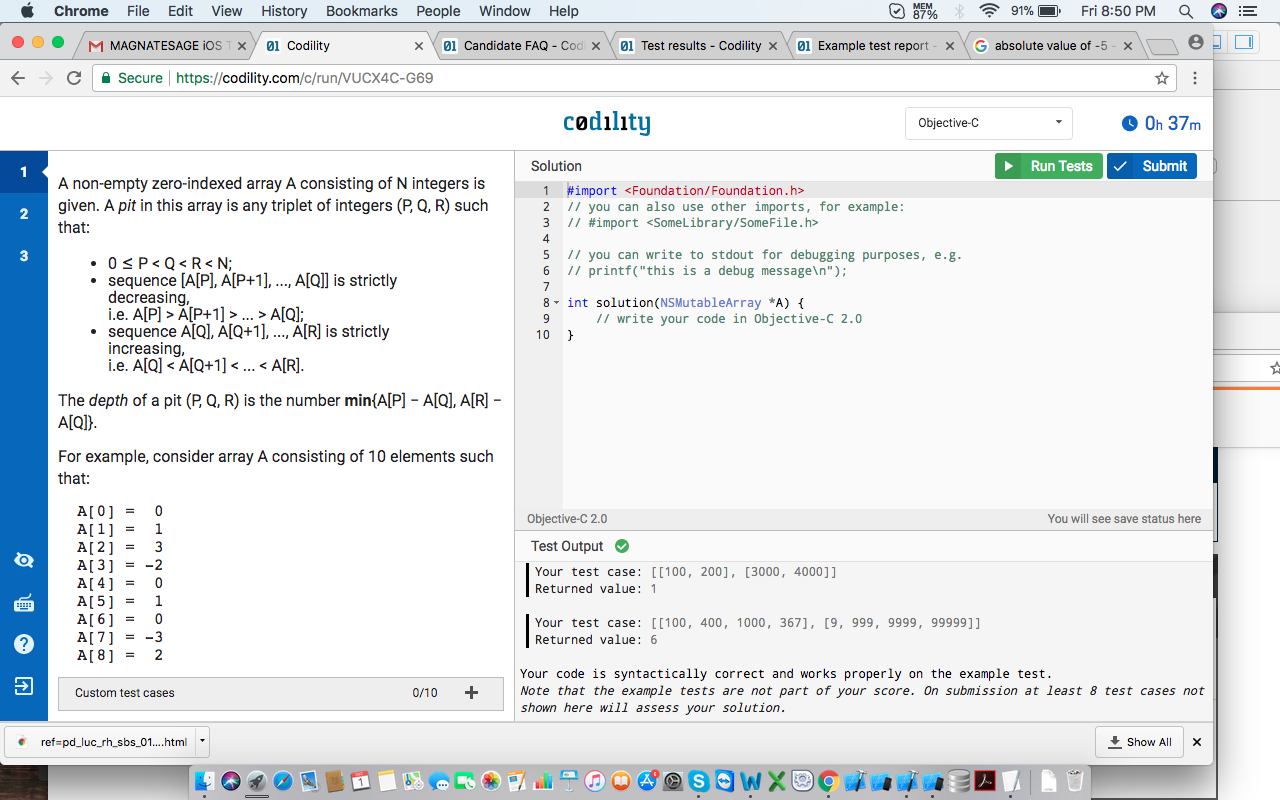 Chrome File Edit View History Bookmarks People Window Help MEM 87% 91% Fri 8:50 PM
MAGNATESAGE iOS T Codility Candidate FAQ - Cod Test results - Codility Example test report - absolute value of -5 -
Secure https://codility.com/c/run/VUCX4C-G69
codility
Objective-C
0h 37m
1
2
3
A non-empty zero-indexed array A consisting of N integers is
given. A pit in this array is any triplet of integers (P, Q, R) such
that:
• 0 ≤ P < Q < R < N;
• sequence [A[P], A[P+1], ..., A[Q]] is strictly
decreasing,
i.e. A[P] > A[P+1] > ... > A[Q];
• sequence A[Q], A[Q+1], ..., A[R] is strictly
increasing,
i.e. A[Q] < A[Q+1] < ... < A[R].
The depth of a pit (P, Q, R) is the number min{A[P] − A[Q], A[R] −
A[Q]}.
For example, consider array A consisting of 10 elements such
that:
A[0] = 0
A[1] = 1
A[2] = 3
A[3] = -2
A[4] = 0
A[5] = 1
A[6] = 0
A[7] = -3
A[8] = 2
Custom test cases 0/10 +
Solution
Run Tests
Submit
1 #import <Foundation/Foundation.h>
2 // you can also use other imports, for example:
3 // #import <SomeLibrary/SomeFile.h>
4
5 // you can write to stdout for debugging purposes, e.g.
6 // printf("this is a debug message\n");
7
8 int solution(NSMutableArray *A) {
9 // write your code in Objective-C 2.0
10 }
Objective-C 2.0 You will see save status here
Test Output
Your test case: [[100, 200], [3000, 4000]]
Returned value: 1
Your test case: [[100, 400, 1000, 367], [9, 999, 9999, 99999]]
Returned value: 6
Your code is syntactically correct and works properly on the example test.
Note that the example tests are not part of your score. On submission at least 8 test cases not
shown here will assess your solution.
ref=pd_luc_rh_sbs_01....html
Show All